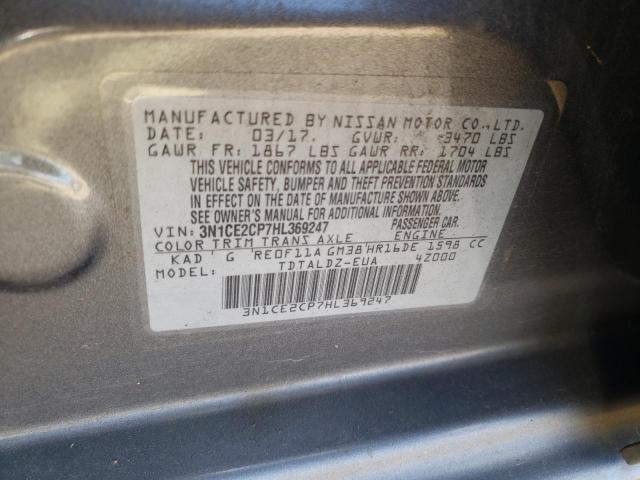 MANUFACTURED BY NISSAN MOTOR CO.,LTD.
DATE: 03/17. GVWR: 3470 LBS
GAWR FR: 1867 LBS GAWR RR: 1704 LBS
THIS VEHICLE CONFORMS TO ALL APPLICABLE FEDERAL MOTOR
VEHICLE SAFETY, BUMPER AND THEFT PREVENTION STANDARDS
IN EFFECT ON THE DATE OF MANUFACTURE SHOWN ABOVE.
SEE OWNER'S MANUAL FOR ADDITIONAL INFORMATION.
VIN: 3N1CE2CP7HL369247 PASSENGER CAR.
COLOR TRIM TRANS AXLE ENGINE
KAD G RE0F11A GM38 HR16DE 1598 CC
MODEL: TDTALDZ-EUA 4Z000
3N1CE2CP7HL369247